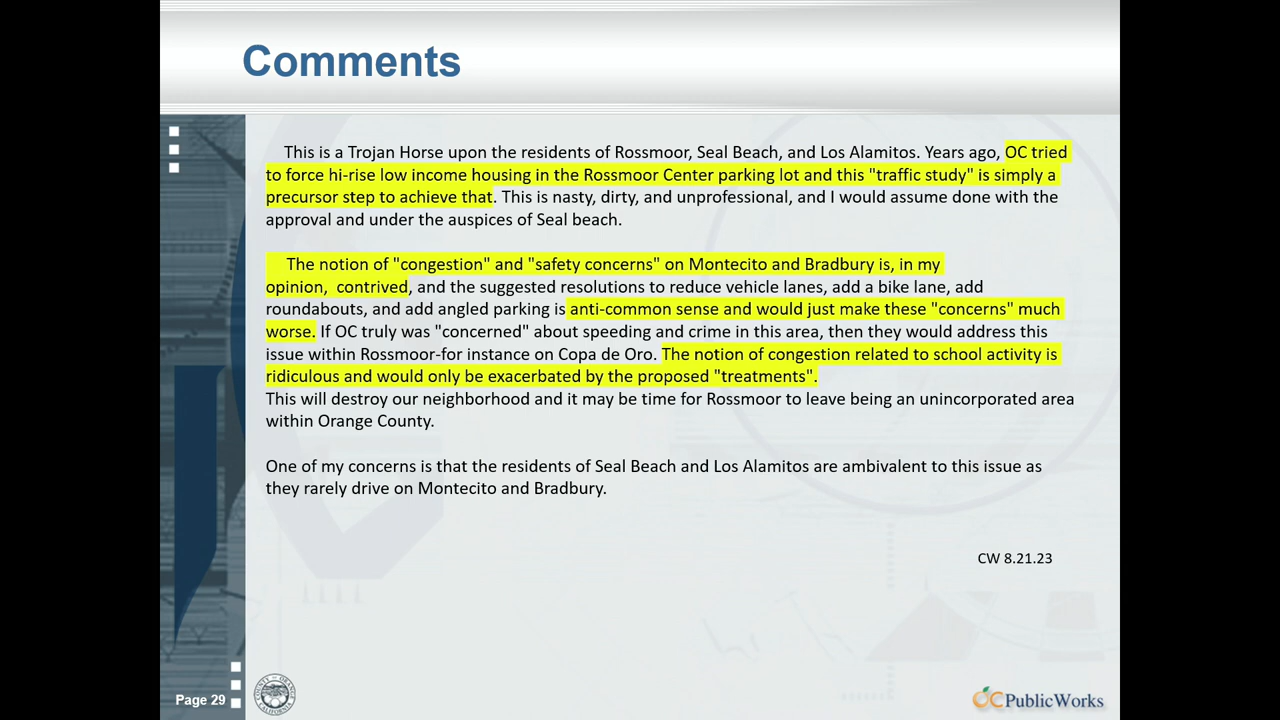 Comments
This is a Trojan Horse upon the residents of Rossmoor, Seal Beach, and Los Alamitos. Years ago, OC tried
to force hi-rise low income housing in the Rossmoor Center parking lot and this "traffic study" is simply a
precursor step to achieve that. This is nasty, dirty, and unprofessional, and I would assume done with the
approval and under the auspices of Seal beach.
The notion of "congestion" and "safety concerns" on Montecito and Bradbury is, in my
opinion, contrived, and the suggested resolutions to reduce vehicle lanes, add a bike lane, add
roundabouts, and add angled parking is anti-common sense and would just make these "concerns" much
worse. If OC truly was "concerned" about speeding and crime in this area, then they would address this
issue within Rossmoor-for instance on Copa de Oro. The notion of congestion related to school activity is
ridiculous and would only be exacerbated by the proposed "treatments".
This will destroy our neighborhood and it may be time for Rossmoor to leave being an unincorporated area
within Orange County.
One of my concerns is that the residents of Seal Beach and Los Alamitos are ambivalent to this issue as
they rarely drive on Montecito and Bradbury.
CW 8.21.23
Page 29
OCPublicWorks